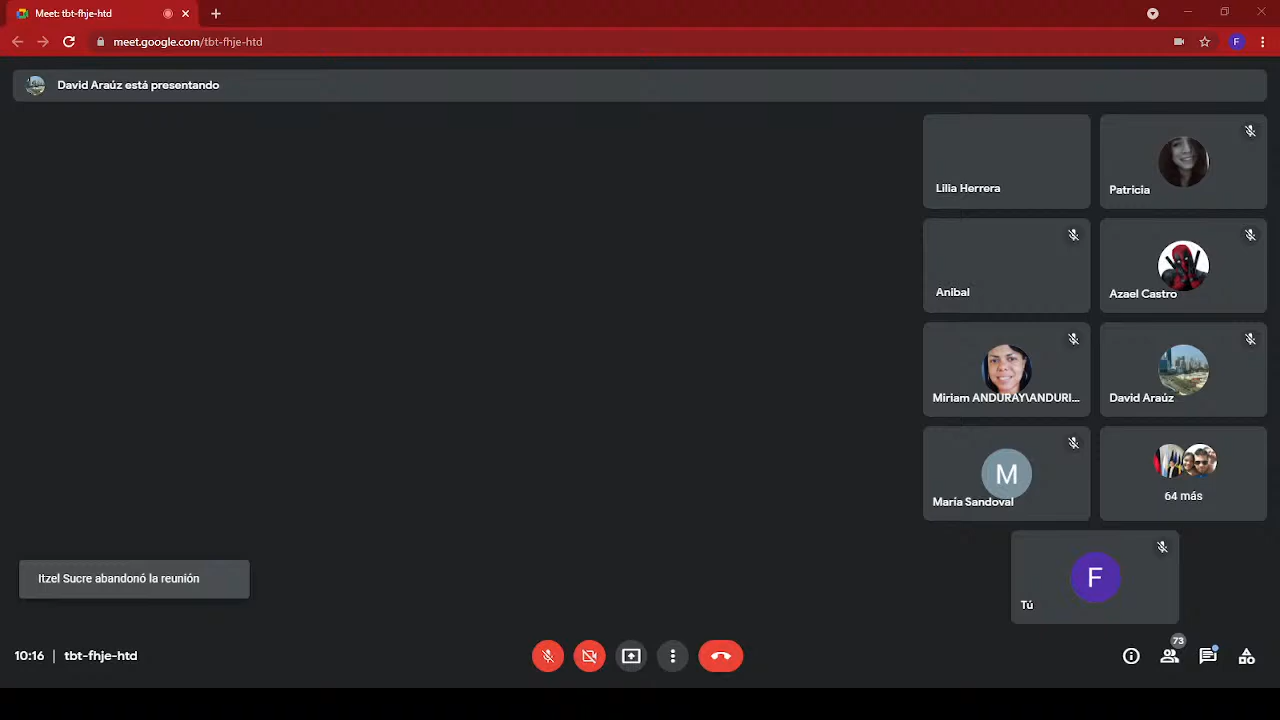 Meet: tbt-fhje-htd
meet.google.com/tbt-fhje-htd
F
David Araúz está presentando
Lilia Herrera
Patricia
Anibal
Azael Castro
Miriam ANDURAY\ANDURI...
David Araúz
M
María Sandoval
64 más
Itzel Sucre abandonó la reunión
F
Tú
10:16 | tbt-fhje-htd
73